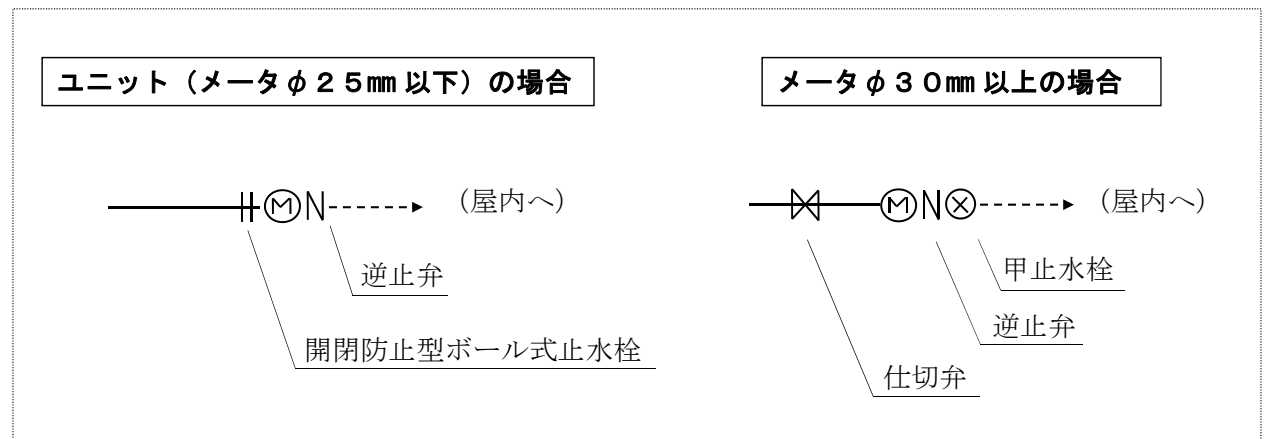 ユニット（メータφ２５㎜以下）の場合
M N （屋内へ）
逆止弁
開閉防止型ボール式止水栓
メータφ３０㎜以上の場合
M N （屋内へ）
甲止水栓
逆止弁
仕切弁